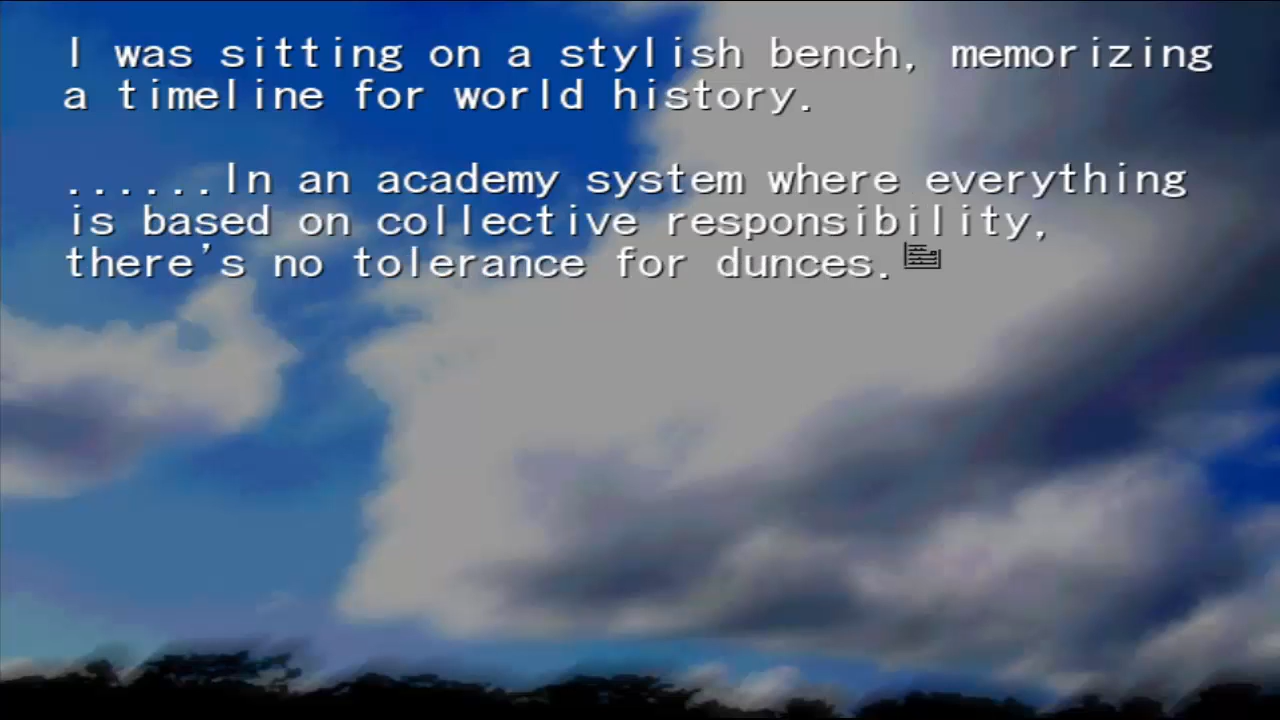 I was sitting on a stylish bench, memorizing
a timeline for world history.
......In an academy system where everything
is based on collective responsibility,
there's no tolerance for dunces.